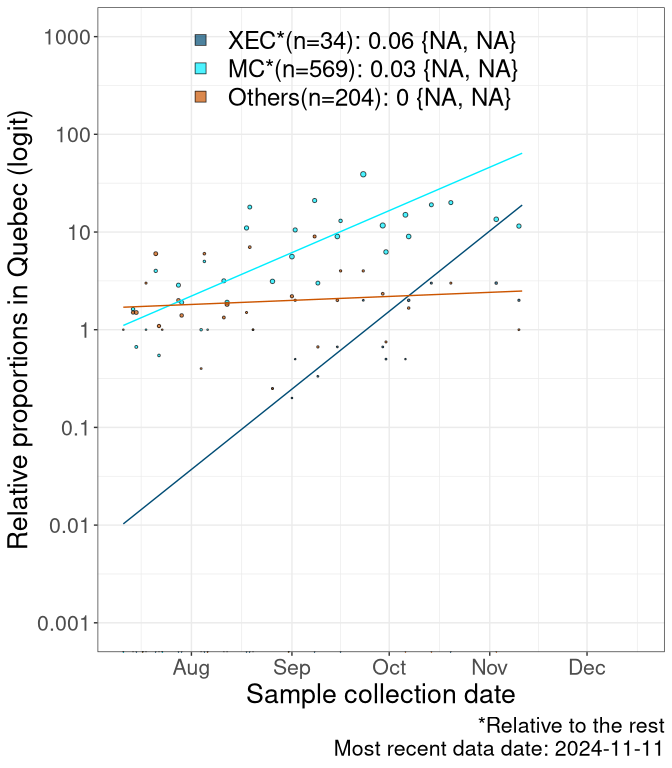 XEC*(n=34): 0.06 {NA, NA}
MC*(n=569): 0.03 {NA, NA}
Others(n=204): 0 {NA, NA}
Relative proportions in Quebec (logit)
1000
100
10
1
0.1
0.01
0.001
Aug Sep Oct Nov Dec
Sample collection date
*Relative to the rest
Most recent data date: 2024-11-11